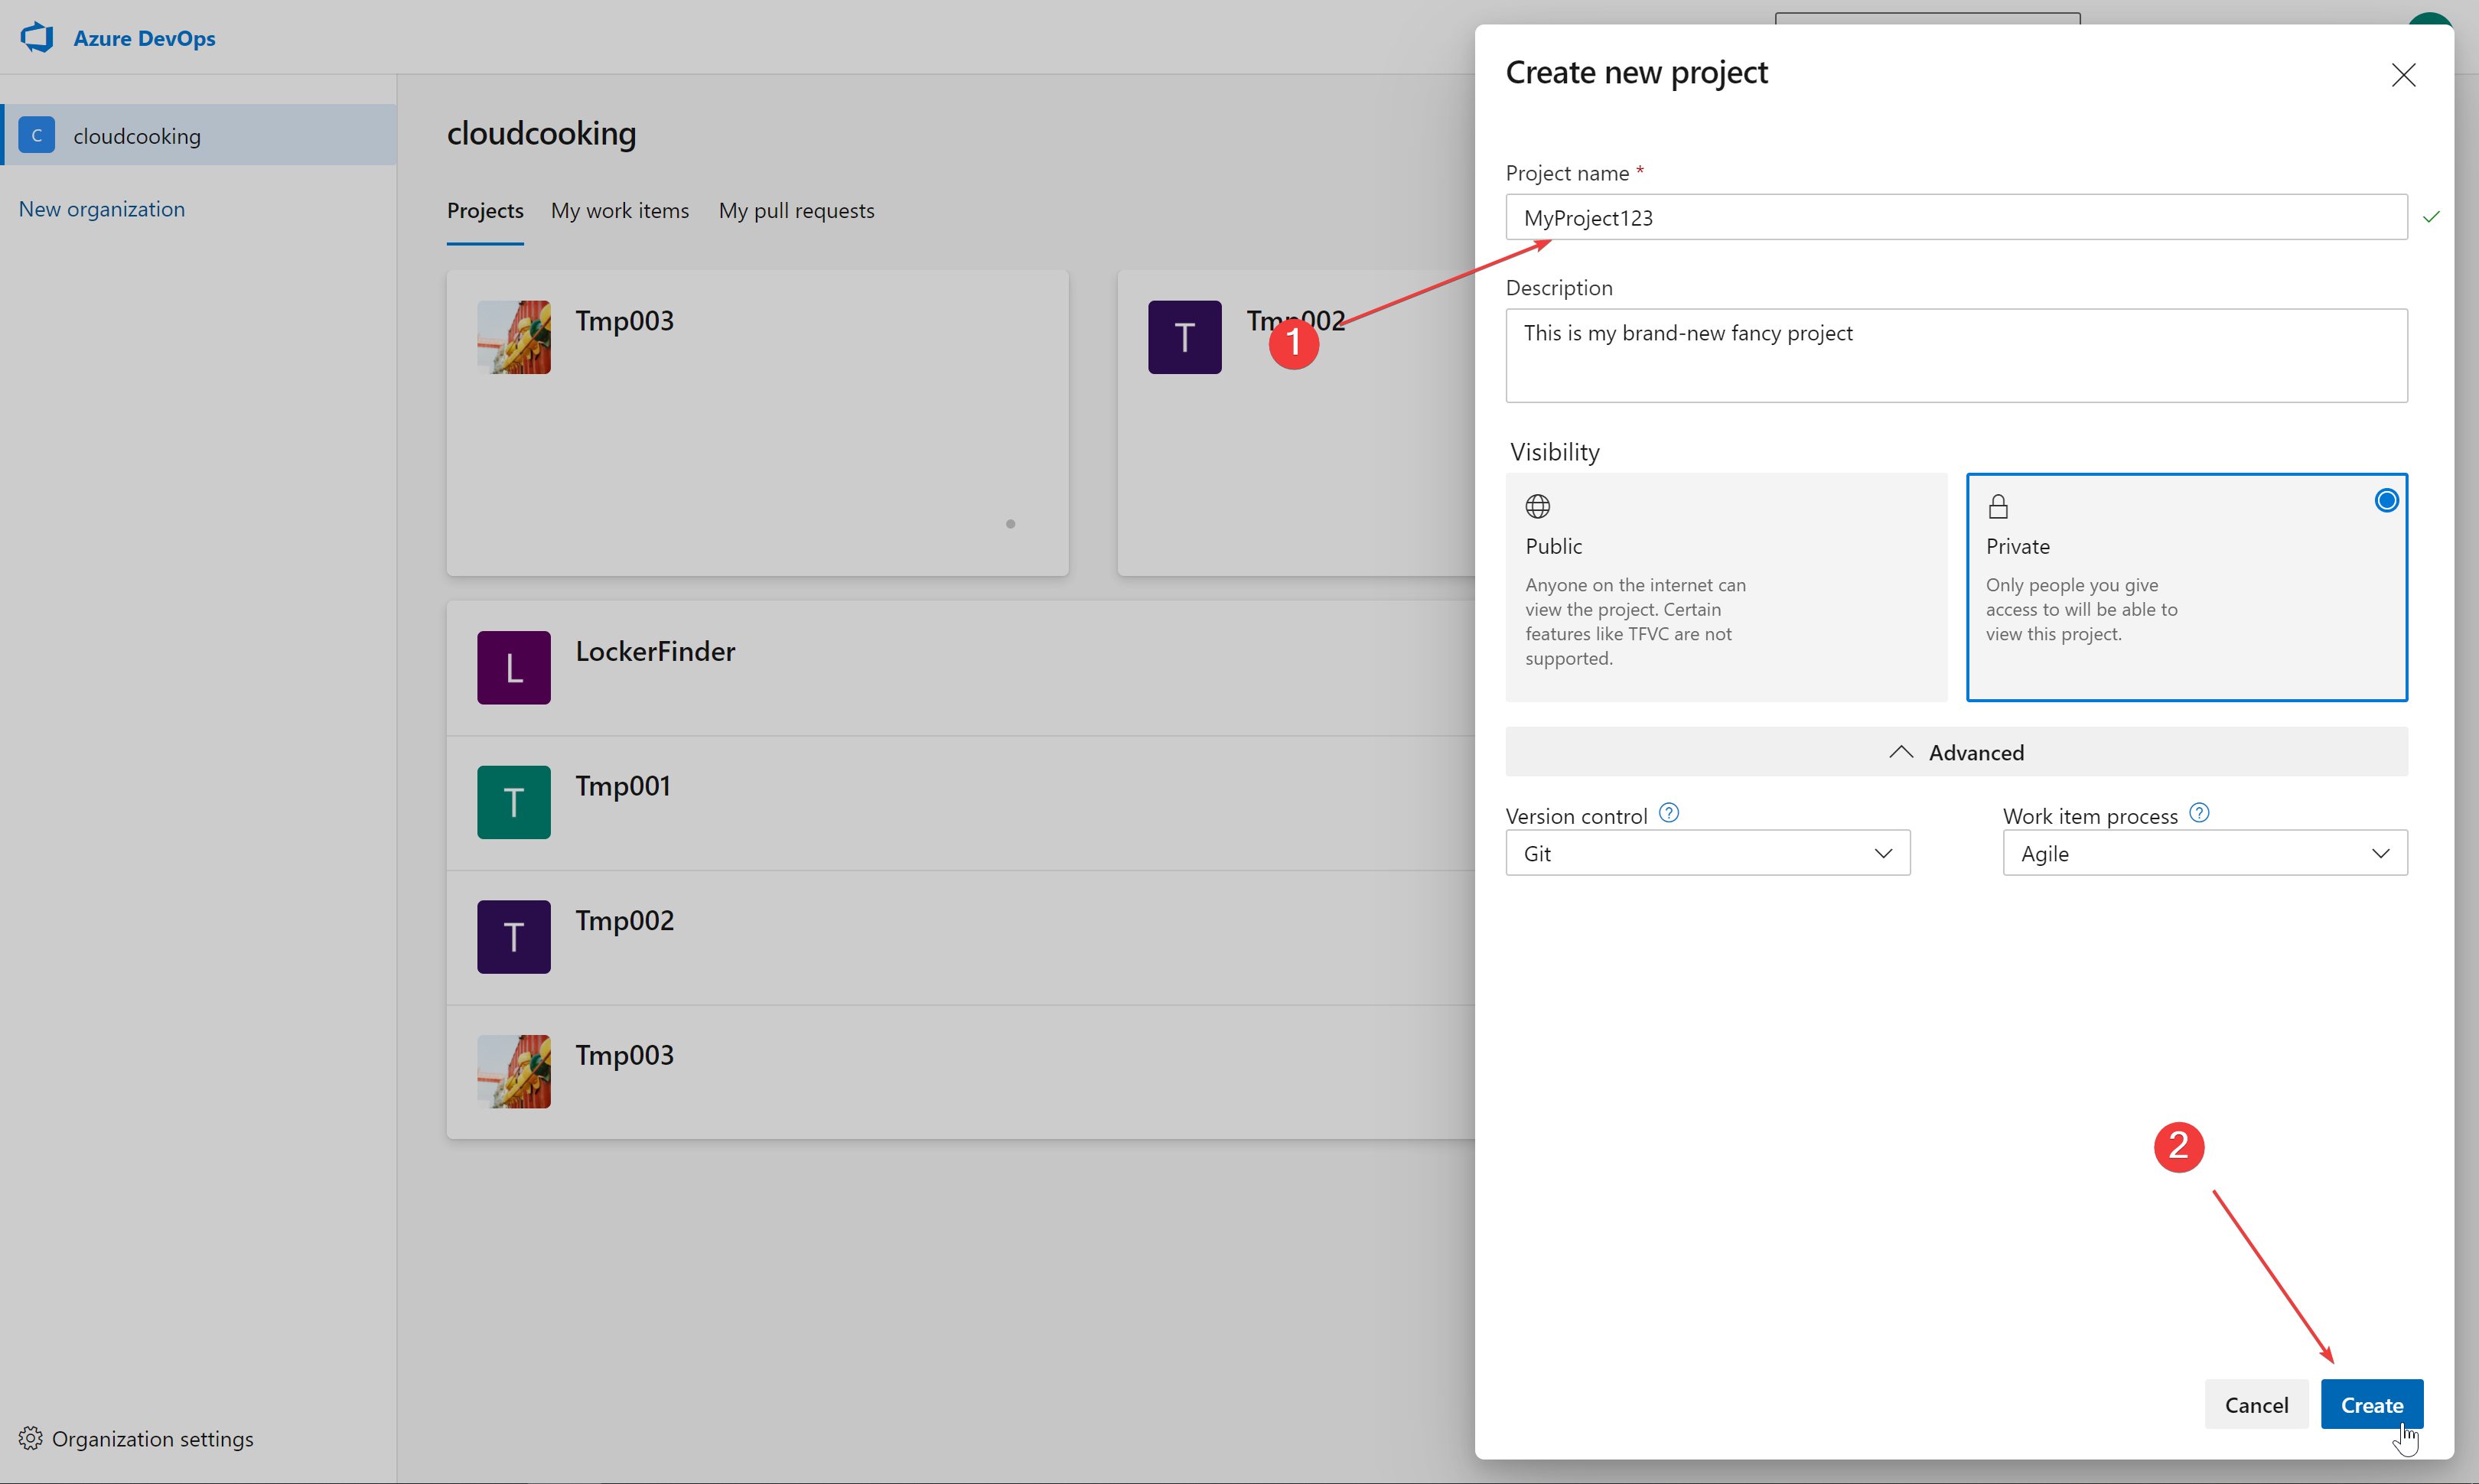 Azure DevOps
C
cloudcooking
New organization
Organization settings
cloudcooking
Projects
My work items
My pull requests
Tmp003
T
Tmp002
1
L
LockerFinder
T
Tmp001
T
Tmp002
Tmp003
Create new project
Project name *
MyProject123
Description
This is my brand-new fancy project
Visibility
Public
Anyone on the internet can
view the project. Certain
features like TFVC are not
supported.
Private
Only people you give
access to will be able to
view this project.
Advanced
Version control ?
Git
Work item process ?
Agile
2
Cancel
Create